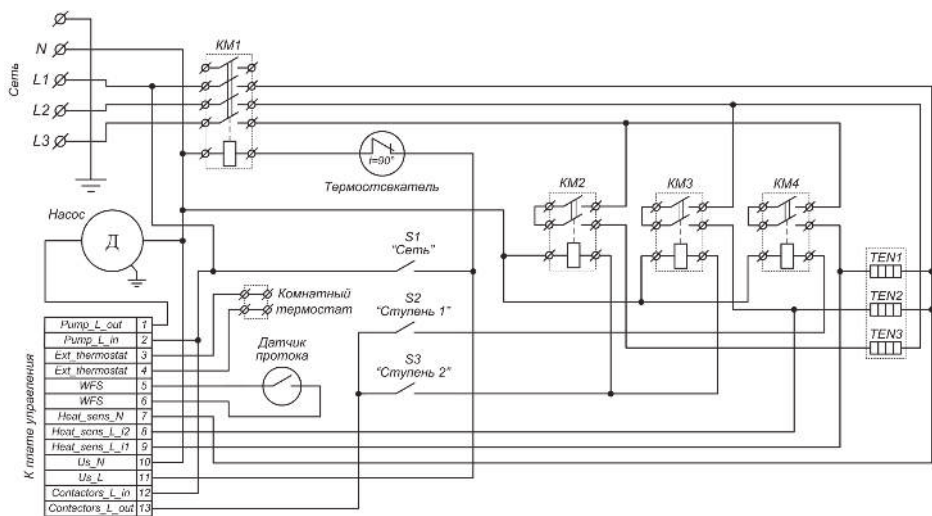 Сеть
N
L1
L2
L3
KM1
t=90°
Термоотсекатель
Насос
Д
KM2
KM3
KM4
S1
"Сеть"
TEN1
TEN2
TEN3
Комнатный
термостат
S2
"Ступень 1"
Датчик
протока
S3
"Ступень 2"
К плате управления
Pump_L_out 1
Pump_L_in 2
Ext_thermostat 3
Ext_thermostat 4
WFS 5
WFS 6
Heat_sens_N 7
Heat_sens_L_i2 8
Heat_sens_L_i1 9
Us_N 10
Us_L 11
Contactors_L_in 12
Contactors_L_out 13